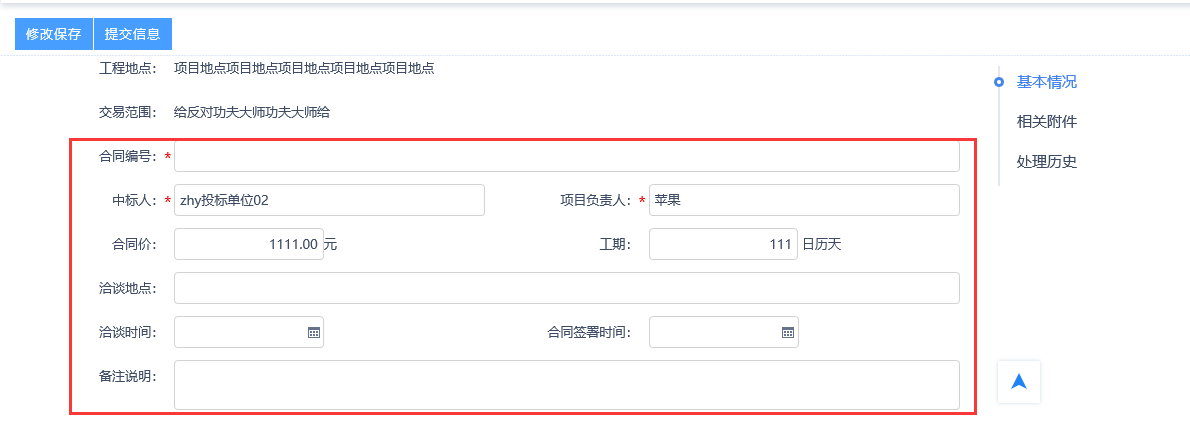 修改保存 提交信息
工程地点： 项目地点项目地点项目地点项目地点项目地点
基本情况
交易范围： 给反对功夫大师功夫大师给
相关附件
合同编号： *
处理历史
中标人： * zhy投标单位02 项目负责人： * 苹果
合同价： 1111.00 元 工期： 111 日历天
洽谈地点：
洽谈时间： 合同签署时间：
备注说明：